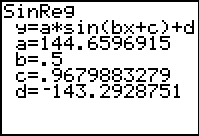 SinReg
y=a*sin(bx+c)+d
a=144.6596915
b=.5
c=.9679883279
d=-143.2928751